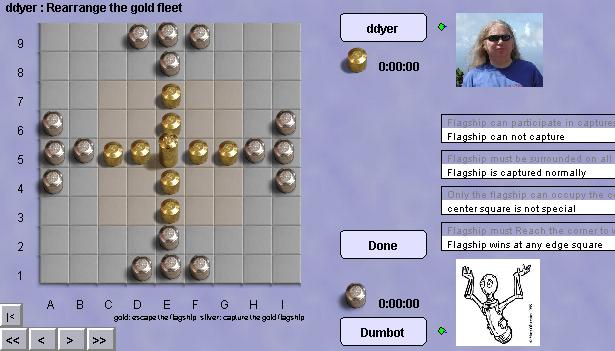 ddyer : Rearrange the gold fleet
ddyer
0:00:00
9
8
7
6
5
4
3
2
1
A B C D E F G H I
gold: escape the flagship silver: capture the gold flagship
|<
<< < > >>
Flagship can participate in captures
Flagship can not capture
Flagship must be surrounded on all
Flagship is captured normally
Only the flagship can occupy the
center square is not special
Flagship must Reach the corner to
Flagship wins at any edge square
Done
0:00:00
Dumbot